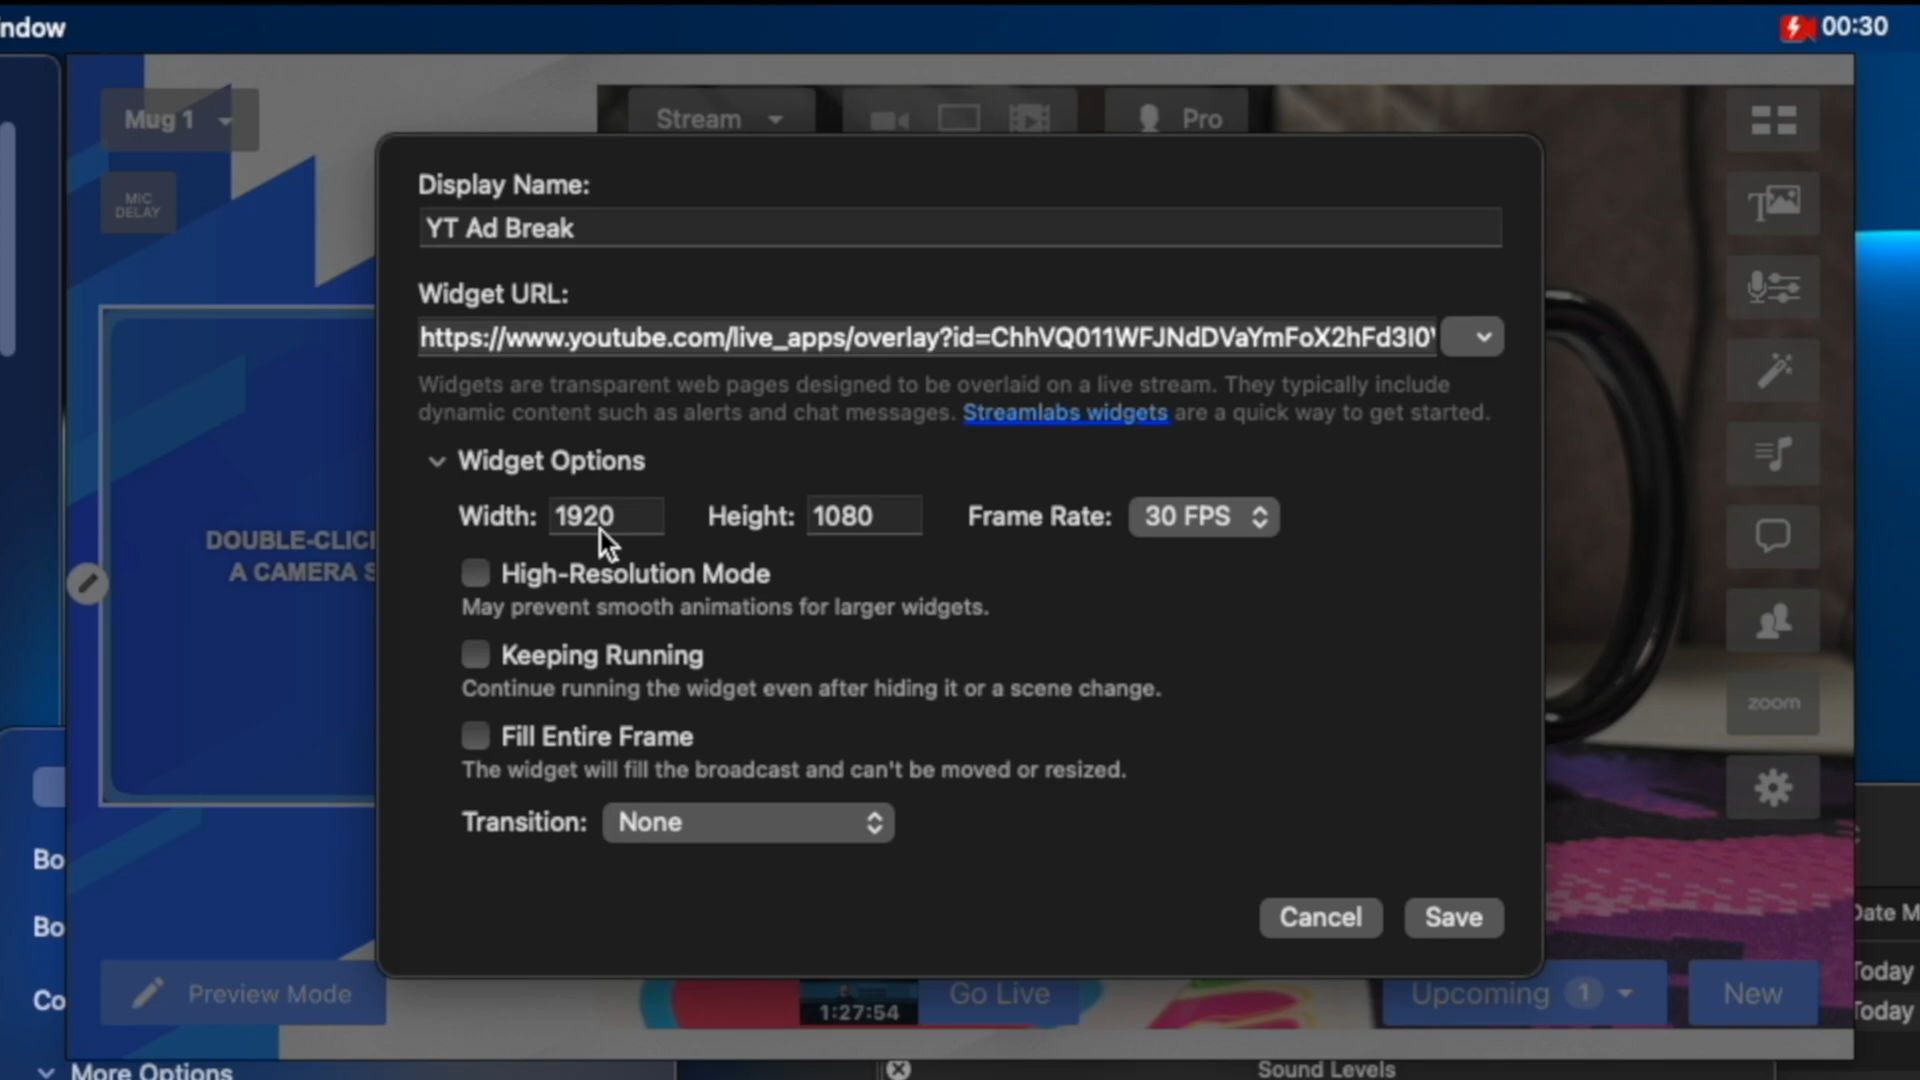 ndow
00:30
Mug 1
Stream
Pro
MIC
DELAY
Display Name:
YT Ad Break
Widget URL:
https://www.youtube.com/live_apps/overlay?id=ChhVQ011WFJNdDVaYmFoX2hFd3I0
Widgets are transparent web pages designed to be overlaid on a live stream. They typically include
dynamic content such as alerts and chat messages. Streamlabs widgets are a quick way to get started.
Widget Options
Width: 1920 Height: 1080 Frame Rate: 30 FPS
High-Resolution Mode
May prevent smooth animations for larger widgets.
Keeping Running
Continue running the widget even after hiding it or a scene change.
Fill Entire Frame
The widget will fill the broadcast and can't be moved or resized.
Transition: None
Cancel Save
DOUBLE-CLIC
A CAMERA S
zoom
Bo
Bo
Co
Date M
Today
Today
Preview Mode
1:27:54
Go Live
Upcoming 1
New
More Options
Sound Levels